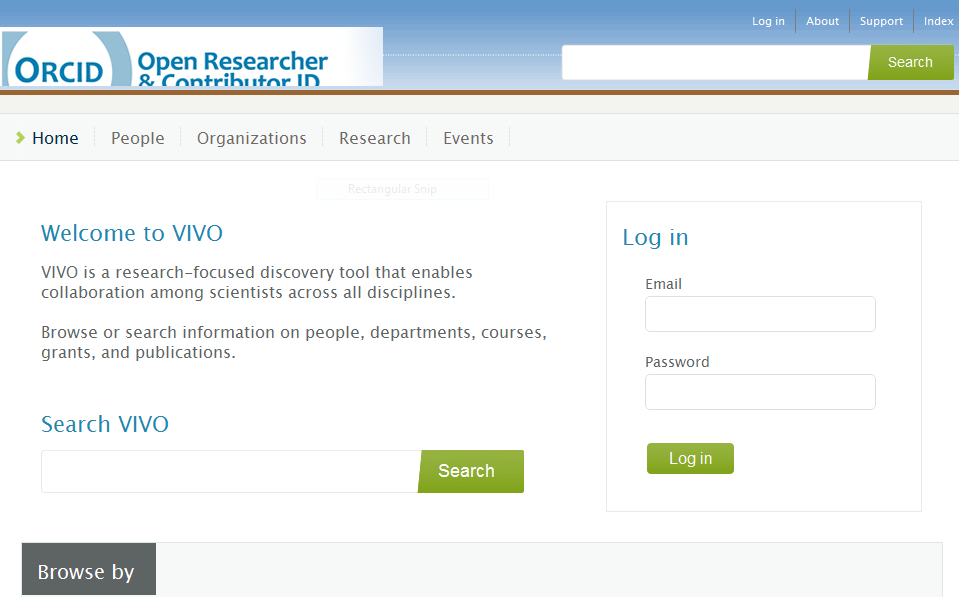 Log in
About
Support
Index
ORCID
Open Researcher
& Contributor ID
Search
Home
People
Organizations
Research
Events
Rectangular Snip
Welcome to VIVO
VIVO is a research-focused discovery tool that enables
collaboration among scientists across all disciplines.
Browse or search information on people, departments, courses,
grants, and publications.
Search VIVO
Search
Log in
Email
Password
Log in
Browse by